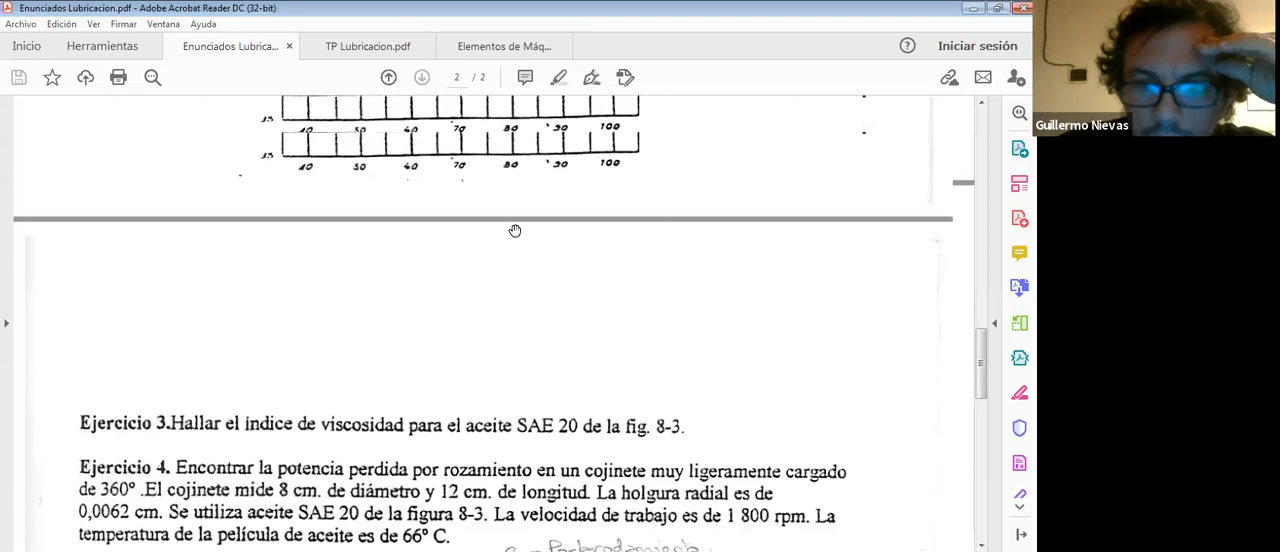 Enunciados Lubricacion.pdf - Adobe Acrobat Reader DC (32-bit)
Archivo Edición Ver Firmar Ventana Ayuda
Inicio Herramientas Enunciados Lubrica... × TP Lubricacion.pdf Elementos de Máq... ? Iniciar sesión
2 / 2
Guillermo Nievas
35 40 50 60 70 80 90 100
35 40 50 60 70 80 90 100
Ejercicio 3.Hallar el índice de viscosidad para el aceite SAE 20 de la fig. 8-3.
Ejercicio 4. Encontrar la potencia perdida por rozamiento en un cojinete muy ligeramente cargado
de 360º .El cojinete mide 8 cm. de diámetro y 12 cm. de longitud. La holgura radial es de
0,0062 cm. Se utiliza aceite SAE 20 de la figura 8-3. La velocidad de trabajo es de 1 800 rpm. La
temperatura de la película de aceite es de 66º C.